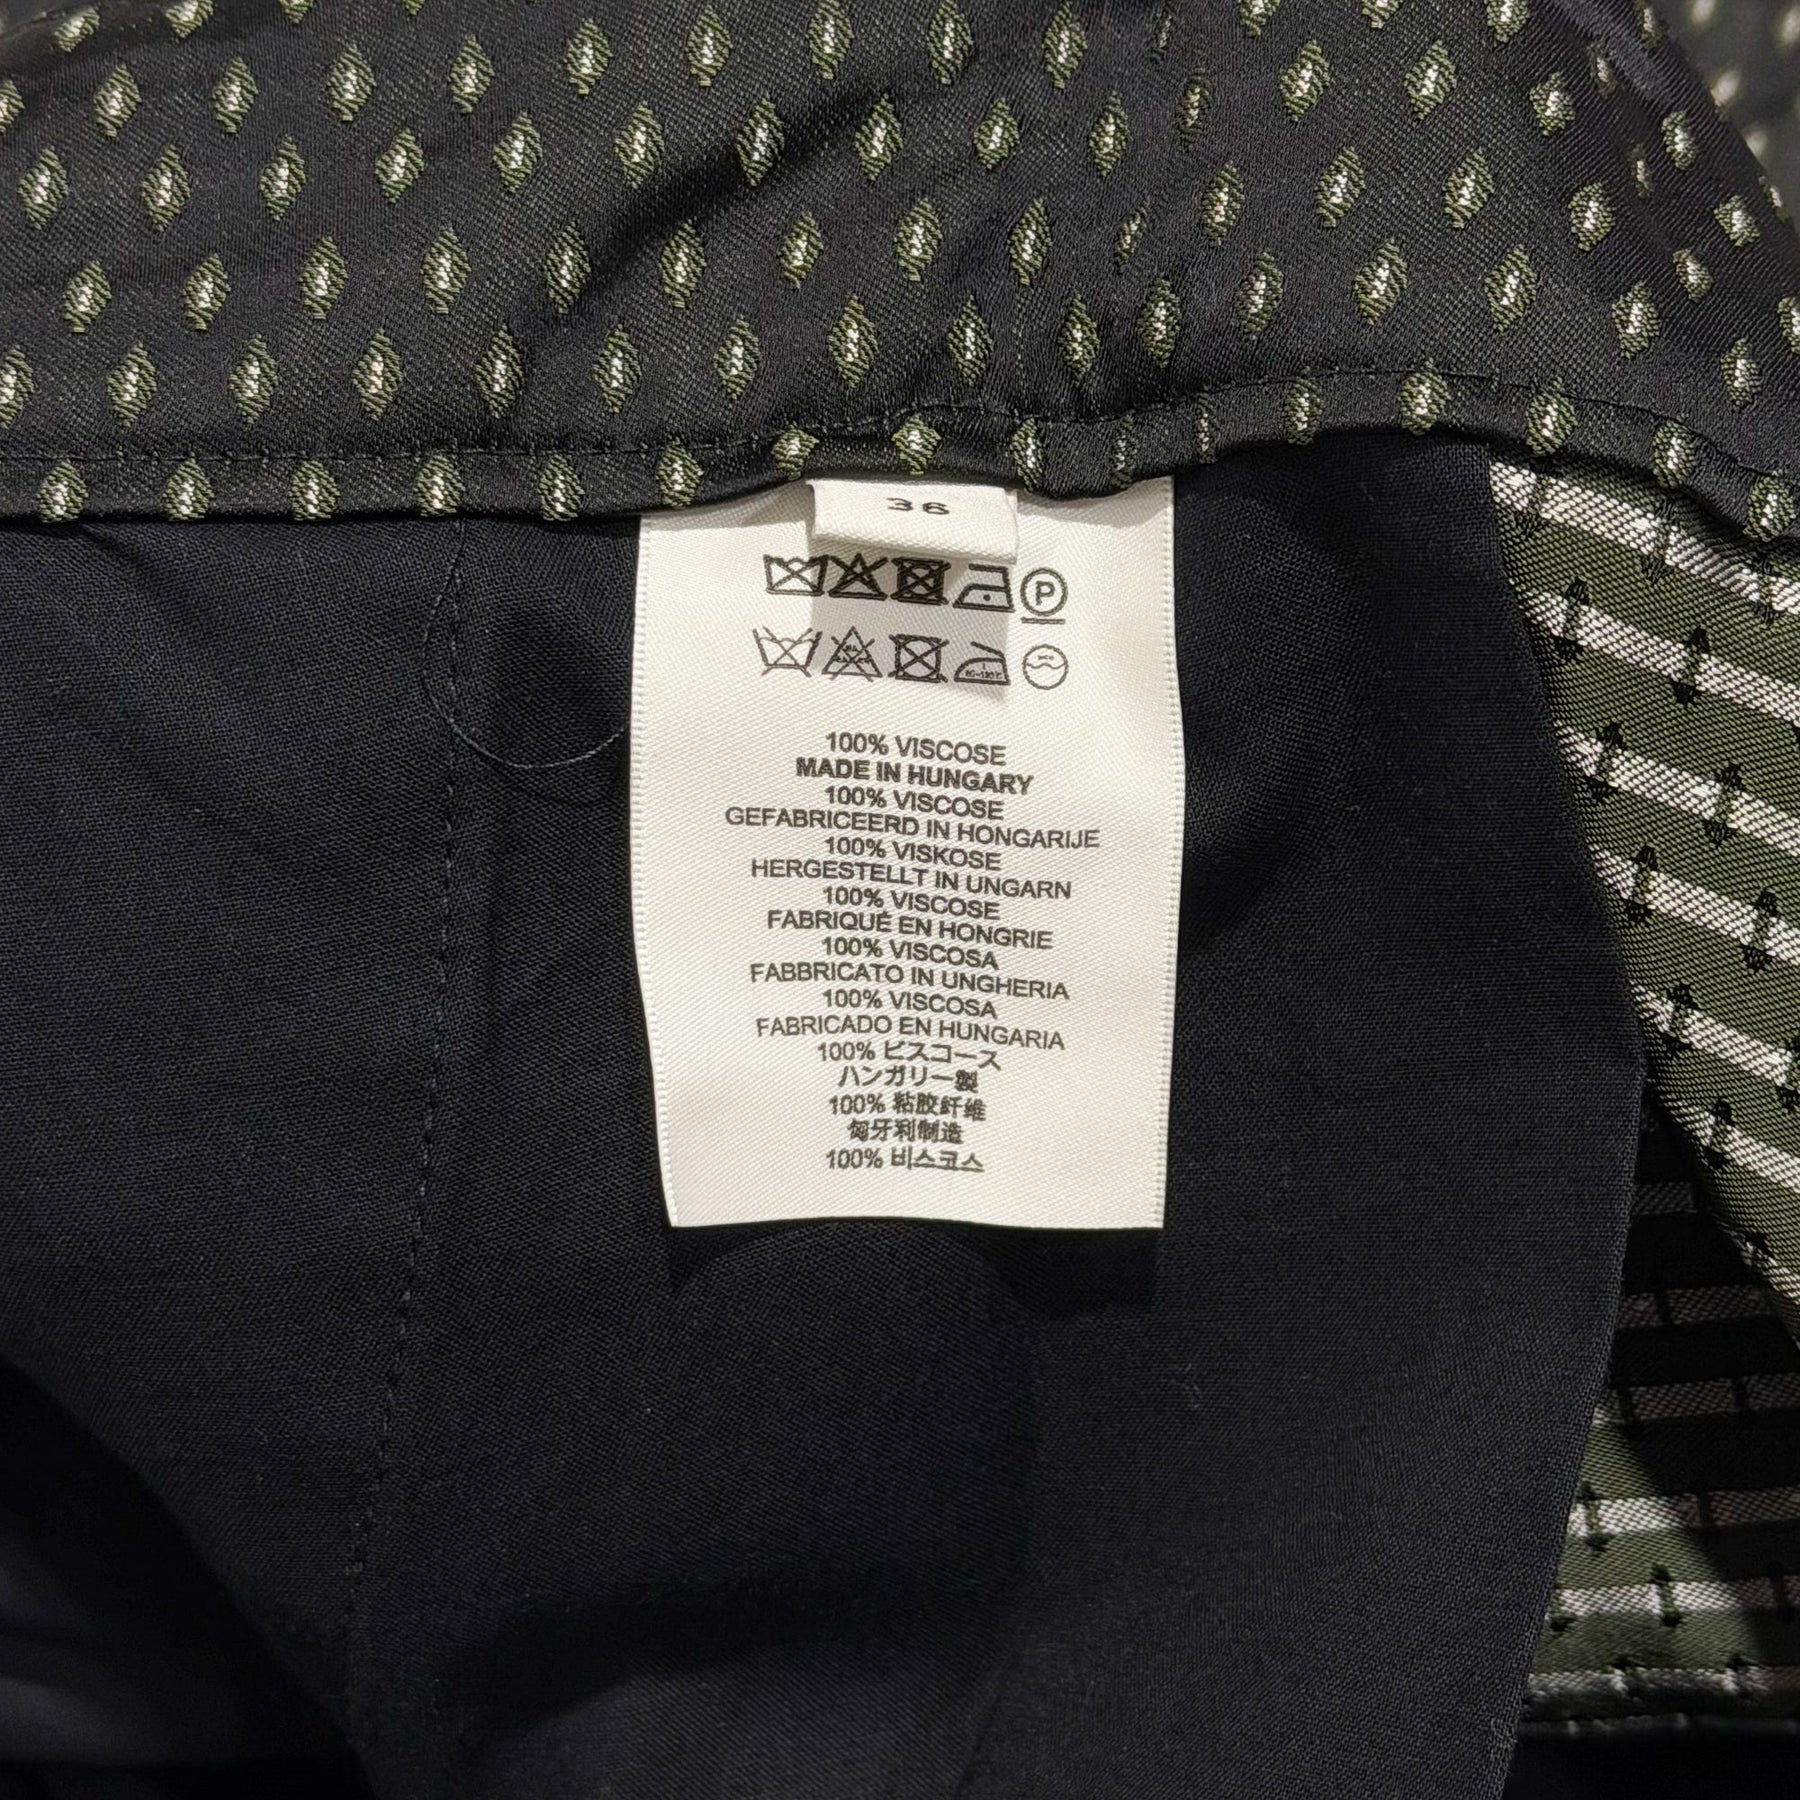 36
P
100% VISCOSE
MADE IN HUNGARY
100% VISCOSE
GEFABRICEERD IN HONGARIJE
100% VISKOSE
HERGESTELLT IN UNGARN
100% VISCOSE
FABRIQUÉ EN HONGRIE
100% VISCOSA
FABBRICATO IN UNGHERIA
100% VISCOSA
FABRICADO EN HUNGARIA
100% ビスコース
ハンガリー製
100% 粘胶纤维
匈牙利制造
100% 비스코스